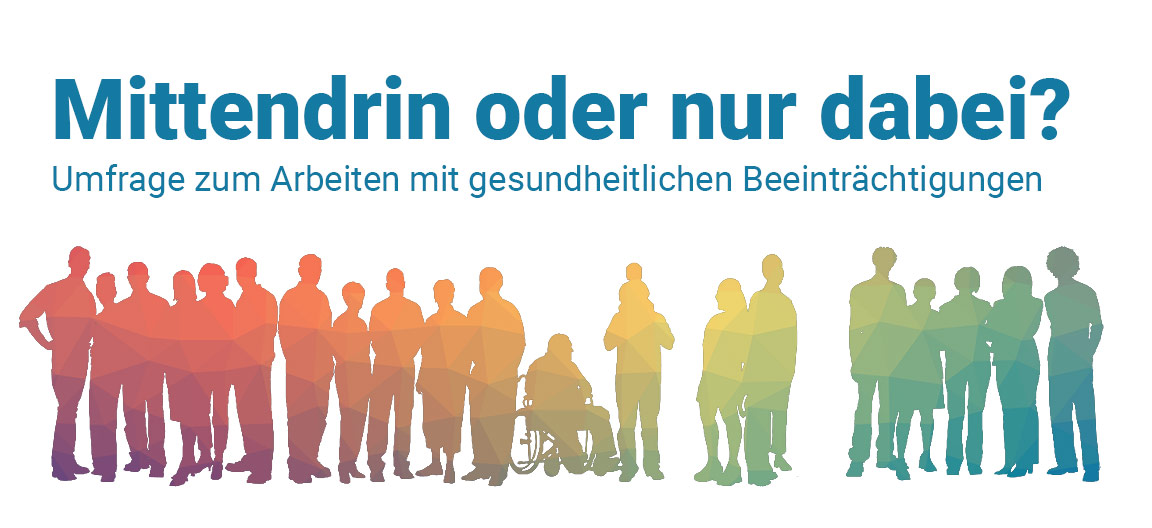 Mittendrin oder nur dabei?
Umfrage zum Arbeiten mit gesundheitlichen Beeinträchtigungen